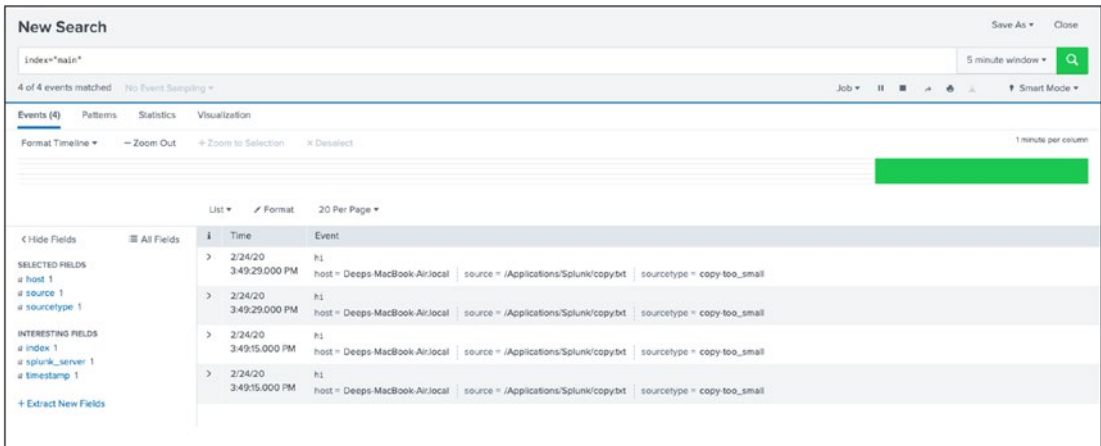 New Search
Save As Close
index="main"
5 minute window
4 of 4 events matched No Event Sampling
Job Smart Mode
Events (4) Patterns Statistics Visualization
Format Timeline — Zoom Out + Zoom to Selection × Deselect
1 minute per column
List Format 20 Per Page
< Hide Fields All Fields
i Time Event
SELECTED FIELDS
a host 1
a source 1
a sourcetype 1
INTERESTING FIELDS
a index 1
a splunk_server 1
a timestamp 1
+ Extract New Fields
> 2/24/20 hi
3:49:29.000 PM host = Deeps-MacBook-Air.local source = /Applications/Splunk/copy.txt sourcetype = copy-too_small
> 2/24/20 hi
3:49:29.000 PM host = Deeps-MacBook-Air.local source = /Applications/Splunk/copy.txt sourcetype = copy-too_small
> 2/24/20 hi
3:49:15.000 PM host = Deeps-MacBook-Air.local source = /Applications/Splunk/copy.txt sourcetype = copy-too_small
> 2/24/20 hi
3:49:15.000 PM host = Deeps-MacBook-Air.local source = /Applications/Splunk/copy.txt sourcetype = copy-too_small